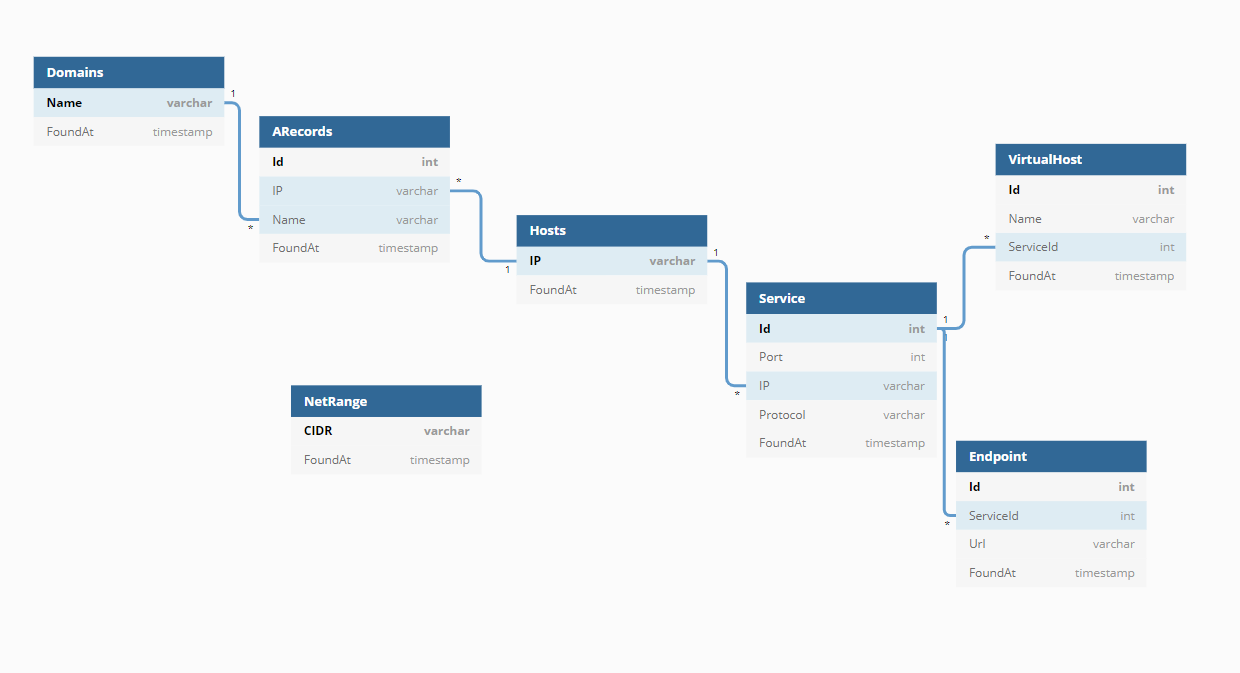 Domains
Name varchar
FoundAt timestamp
1
*
ARecords
Id int
IP varchar
Name varchar
FoundAt timestamp
*
1
Hosts
IP varchar
FoundAt timestamp
1
*
NetRange
CIDR varchar
FoundAt timestamp
Service
Id int
Port int
IP varchar
Protocol varchar
FoundAt timestamp
1
*
VirtualHost
Id int
Name varchar
ServiceId int
FoundAt timestamp
1
*
Endpoint
Id int
ServiceId int
Url varchar
FoundAt timestamp